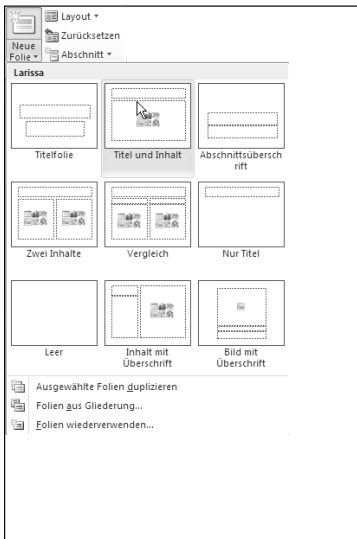 Layout
Zurücksetzen
Neue
Folie
Abschnitt
Larissa
Titelfolie
Titel und Inhalt
Abschnittsübersch
rift
Zwei Inhalte
Vergleich
Nur Titel
Leer
Inhalt mit
Überschrift
Bild mit
Überschrift
Ausgewählte Folien duplizieren
Folien aus Gliederung...
Folien wiederverwenden...